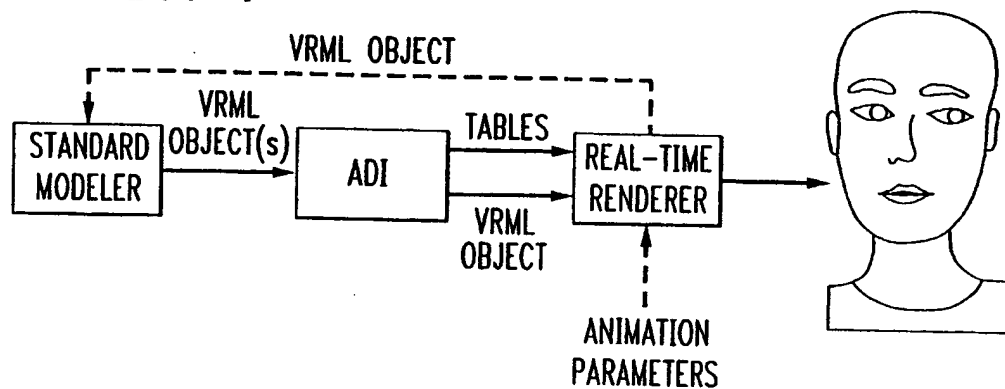 VRML OBJECT
VRML
OBJECT(s)
STANDARD
MODELER
ADI
TABLES
VRML
OBJECT
REAL-TIME
RENDERER
ANIMATION
PARAMETERS